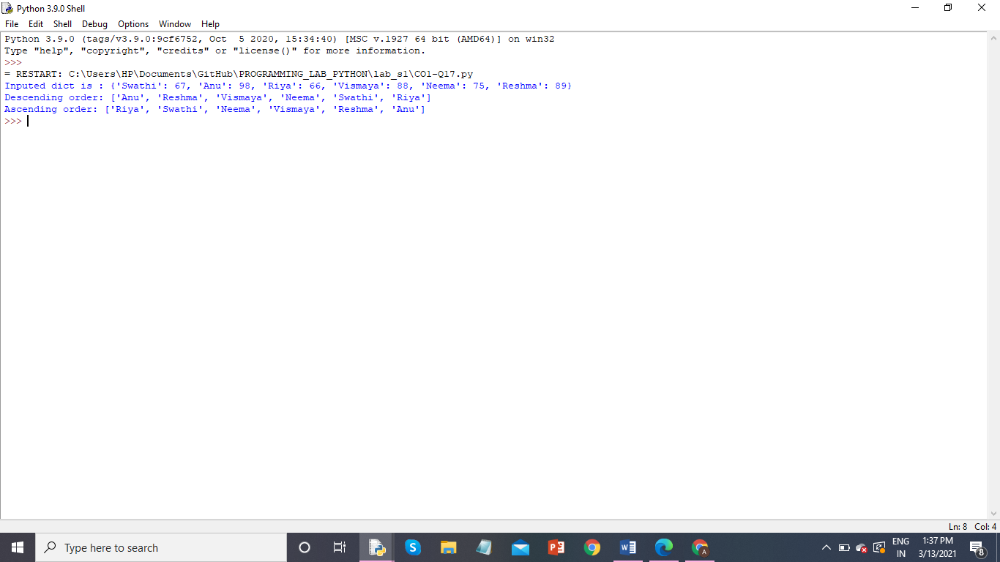 Python 3.9.0 Shell
File Edit Shell Debug Options Window Help
Python 3.9.0 (tags/v3.9.0:9cf6752, Oct  5 2020, 15:34:40) [MSC v.1927 64 bit (AMD64)] on win32
Type "help", "copyright", "credits" or "license()" for more information.
>>>
= RESTART: C:\Users\HP\Documents\GitHub\PROGRAMMING_LAB_PYTHON\lab_s1\CO1-Q17.py
Inputed dict is : {'Swathi': 67, 'Anu': 98, 'Riya': 66, 'Vismaya': 88, 'Neema': 75, 'Reshma': 89}
Descending order: ['Anu', 'Reshma', 'Vismaya', 'Neema', 'Swathi', 'Riya']
Ascending order: ['Riya', 'Swathi', 'Neema', 'Vismaya', 'Reshma', 'Anu']
>>>
Ln: 8 Col: 4
Type here to search
ENG 1:37 PM
IN 3/13/2021
8